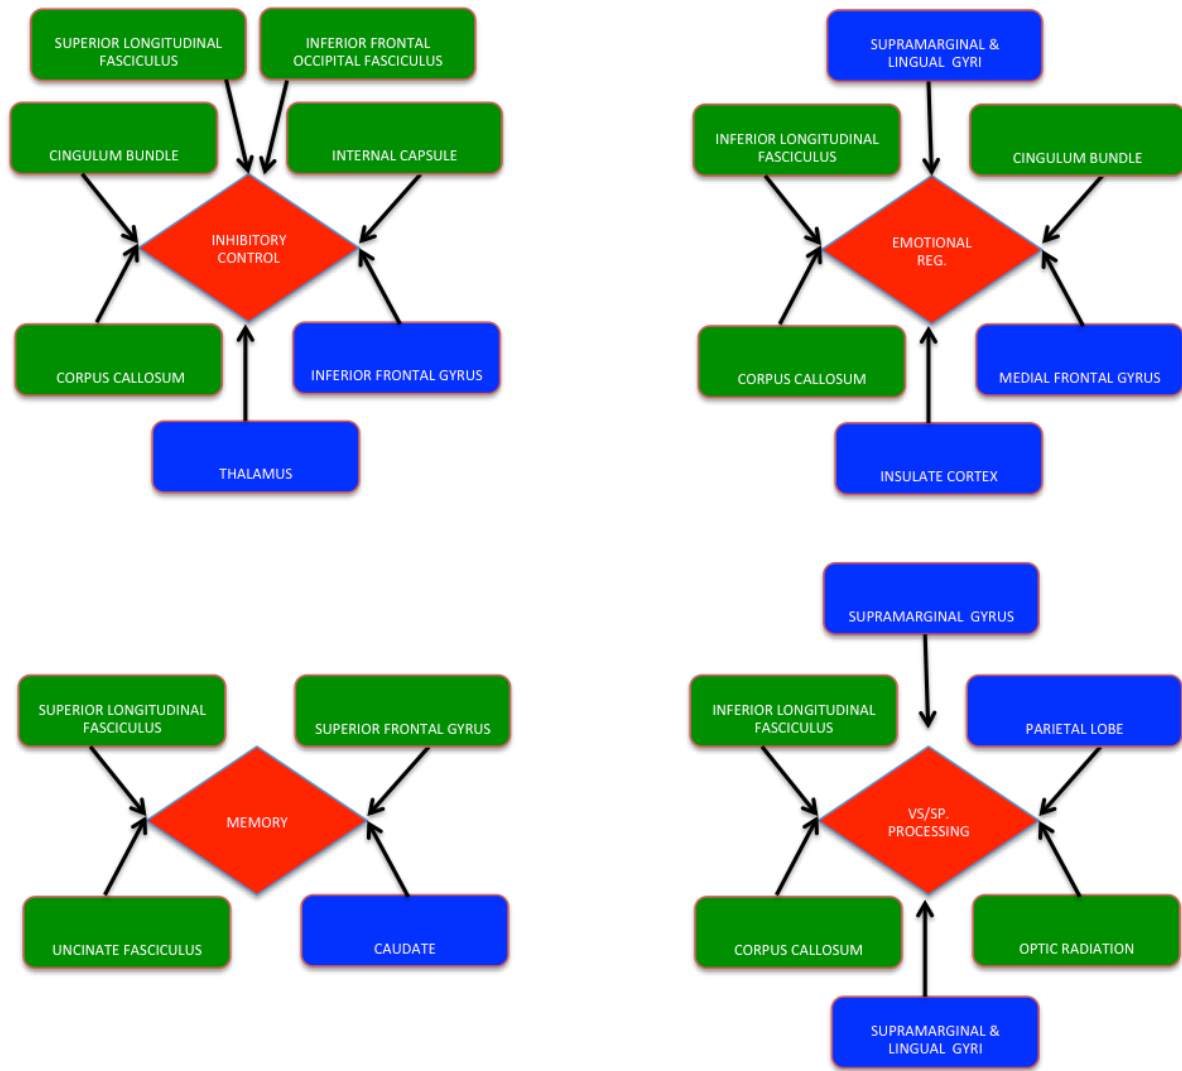 SUPERIOR LONGITUDINAL
FASCICULUS
INFERIOR FRONTAL
OCCIPITAL FASCICULUS
CINGULUM BUNDLE
INTERNAL CAPSULE
INHIBITORY
CONTROL
CORPUS CALLOSUM
INFERIOR FRONTAL GYRUS
THALAMUS
SUPRAMARGINAL &
LINGUAL GYRI
INFERIOR LONGITUDINAL
FASCICULUS
CINGULUM BUNDLE
EMOTIONAL
REG.
CORPUS CALLOSUM
MEDIAL FRONTAL GYRUS
INSULATE CORTEX
SUPERIOR LONGITUDINAL
FASCICULUS
SUPERIOR FRONTAL GYRUS
MEMORY
UNCINATE FASCICULUS
CAUDATE
SUPRAMARGINAL GYRUS
INFERIOR LONGITUDINAL
FASCICULUS
PARIETAL LOBE
VS/SP.
PROCESSING
CORPUS CALLOSUM
OPTIC RADIATION
SUPRAMARGINAL &
LINGUAL GYRI